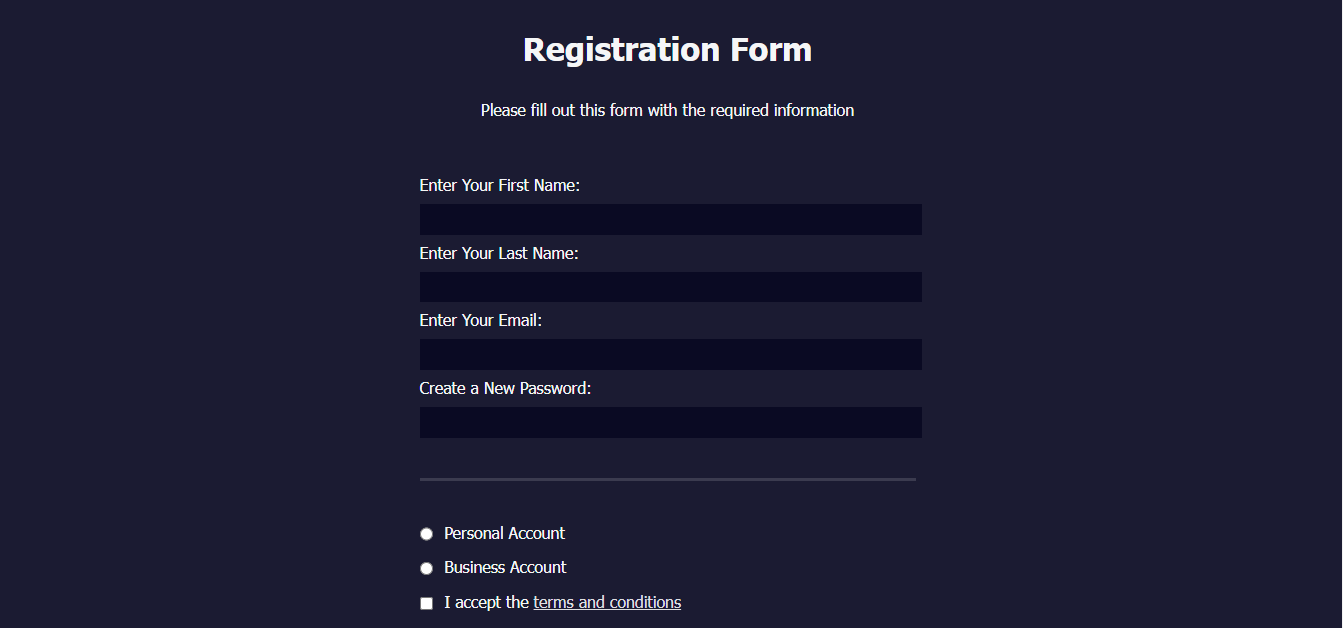 Registration Form
Please fill out this form with the required information
Enter Your First Name:
Enter Your Last Name:
Enter Your Email:
Create a New Password:
Personal Account
Business Account
I accept the terms and conditions